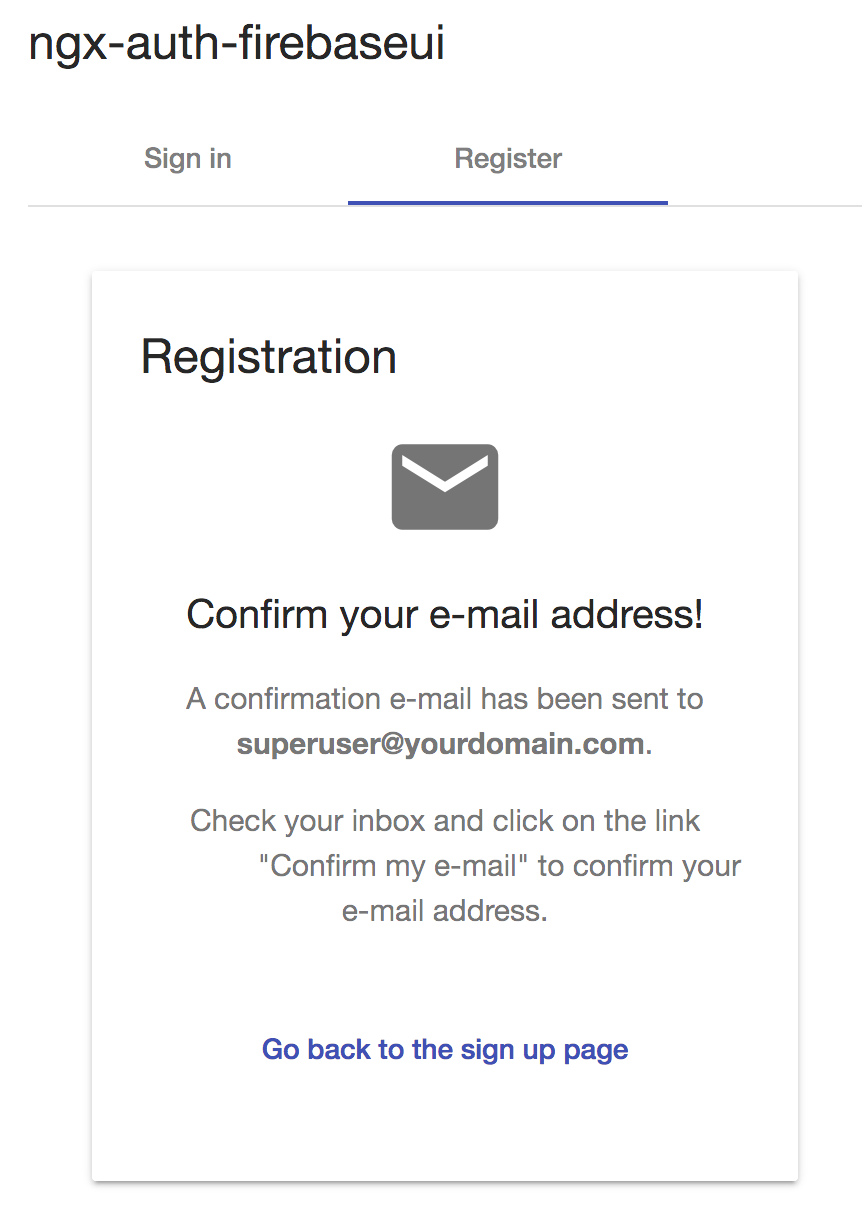 ngx-auth-firebaseui
Sign in
Register
Registration
Confirm your e-mail address!
A confirmation e-mail has been sent to
superuser@yourdomain.com.
Check your inbox and click on the link
"Confirm my e-mail" to confirm your
e-mail address.
Go back to the sign up page